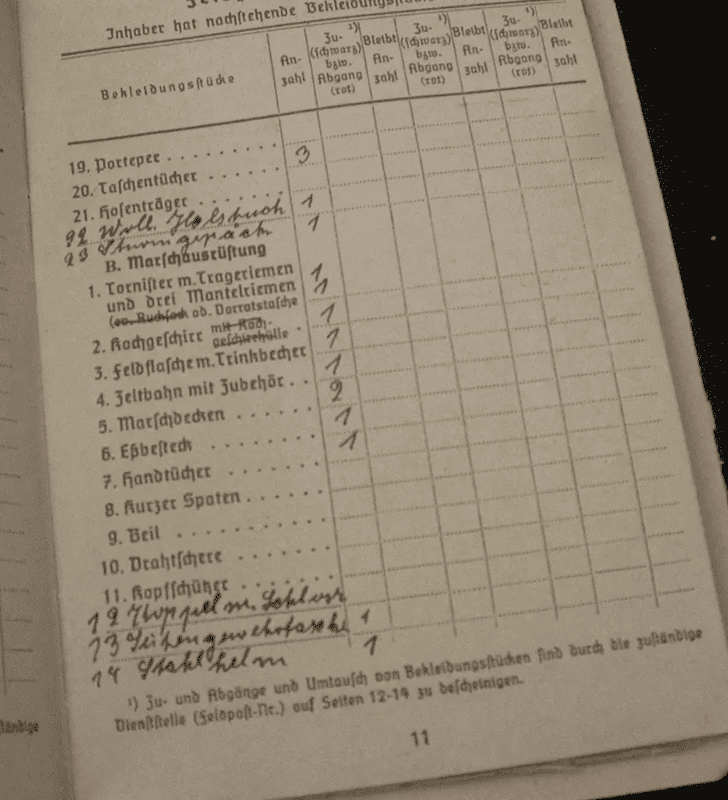 Inhaber hat nachstehende Bekleidungsstücke
Bekleidungsstücke
An-
zahl
Zu- ¹)
(schwarz)
bzw.
Abgang
(rot)
Bleibt
An-
zahl
Zu- ¹)
(schwarz)
bzw.
Abgang
(rot)
Bleibt
An-
zahl
Zu- ¹)
(schwarz)
bzw.
Abgang
(rot)
Bleibt
An-
zahl
19. Portepee . . . . . . . . .
20. Taschentücher . . . . . . 3
21. Hosenträger . . . . . . .
22 Woll. Halstuch 1
23 Sturmgepäck 1
B. Marschausrüstung
1. Tornister m. Trageriemen 1
und drei Mantelriemen 1
(od. Rucksack od. Vorratstasche
2. Kochgeschirr mit Koch-
geschirrhülle . 1
3. Feldflasche m. Trinkbecher 1
4. Zeltbahn mit Zubehör . . 1
5. Marschdecken . . . . . . 2
6. Eßbesteck . . . . . . . . 1
7. Handtücher . . . . . . . 1
8. Kurzer Spaten . . . . . .
9. Beil . . . . . . . . . .
10. Drahtschere . . . . . . .
11. Kopfschützer . . . . . . .
12 Koppel m.
13 Seitengewehrtasche 1
14 Stahlhelm 1
¹) Zu- und Abgänge und Umtausch von Bekleidungsstücken sind durch die zuständige
Dienststelle (Feldpost-Nr.) auf Seiten 12-14 zu bescheinigen.
11